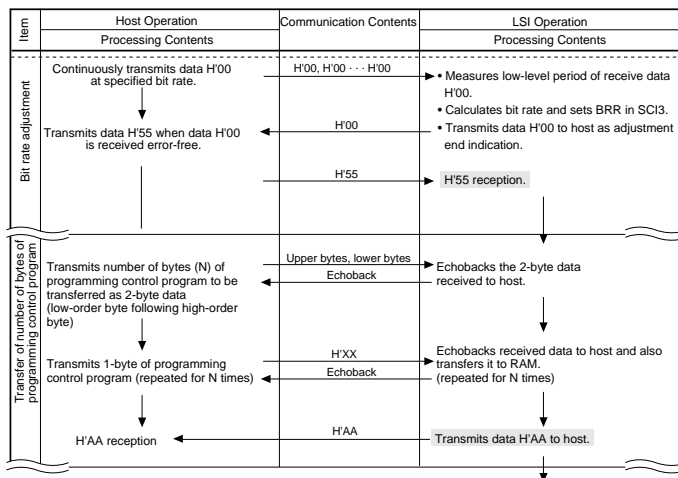 Item
Host Operation
Communication Contents
LSI Operation
Processing Contents
Processing Contents
Bit rate adjustment
Continuously transmits data H'00
at specified bit rate.
H'00, H'00 · · · H'00
• Measures low-level period of receive data
H'00.
• Calculates bit rate and sets BRR in SCI3.
• Transmits data H'00 to host as adjustment
end indication.
H'00
Transmits data H'55 when data H'00
is received error-free.
H'55
H'55 reception.
Transfer of number of bytes of
programming control program
Transmits number of bytes (N) of
programming control program to be
transferred as 2-byte data
(low-order byte following high-order
byte)
Upper bytes, lower bytes
Echoback
Echobacks the 2-byte data
received to host.
Transmits 1-byte of programming
control program (repeated for N times)
H'XX
Echoback
Echobacks received data to host and also
transfers it to RAM.
(repeated for N times)
H'AA reception
H'AA
Transmits data H'AA to host.